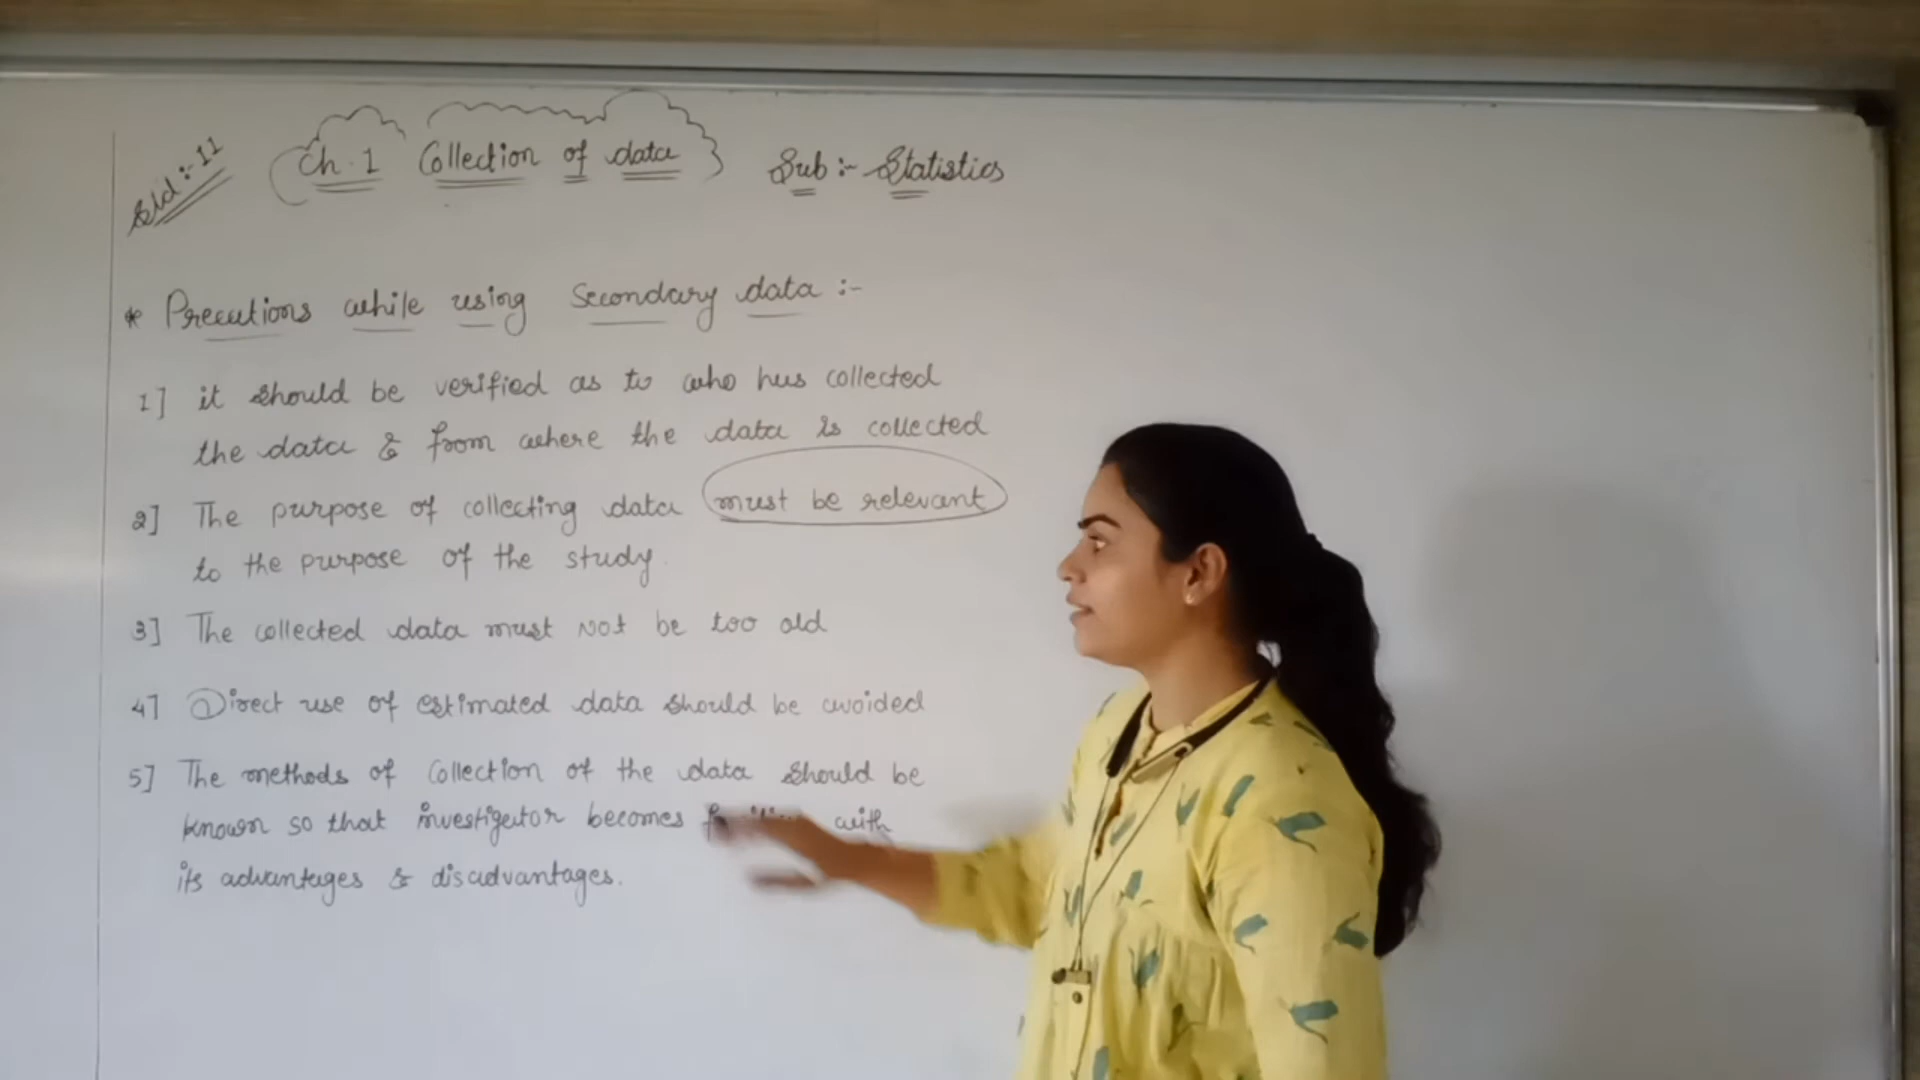 Std :- 11
Ch. 1 Collection of data
Sub :- Statistics
* Precutions while using Secondary data :-
1] it should be verified as to who has collected
the data & from where the data is collected
2] The purpose of collecting data must be relevant
to the purpose of the study.
3] The collected data must Not be too old
4] Direct use of estimated data should be avoided
5] The methods of Collection of the data should be
known so that investigator becomes with
its advantages & disadvantages.